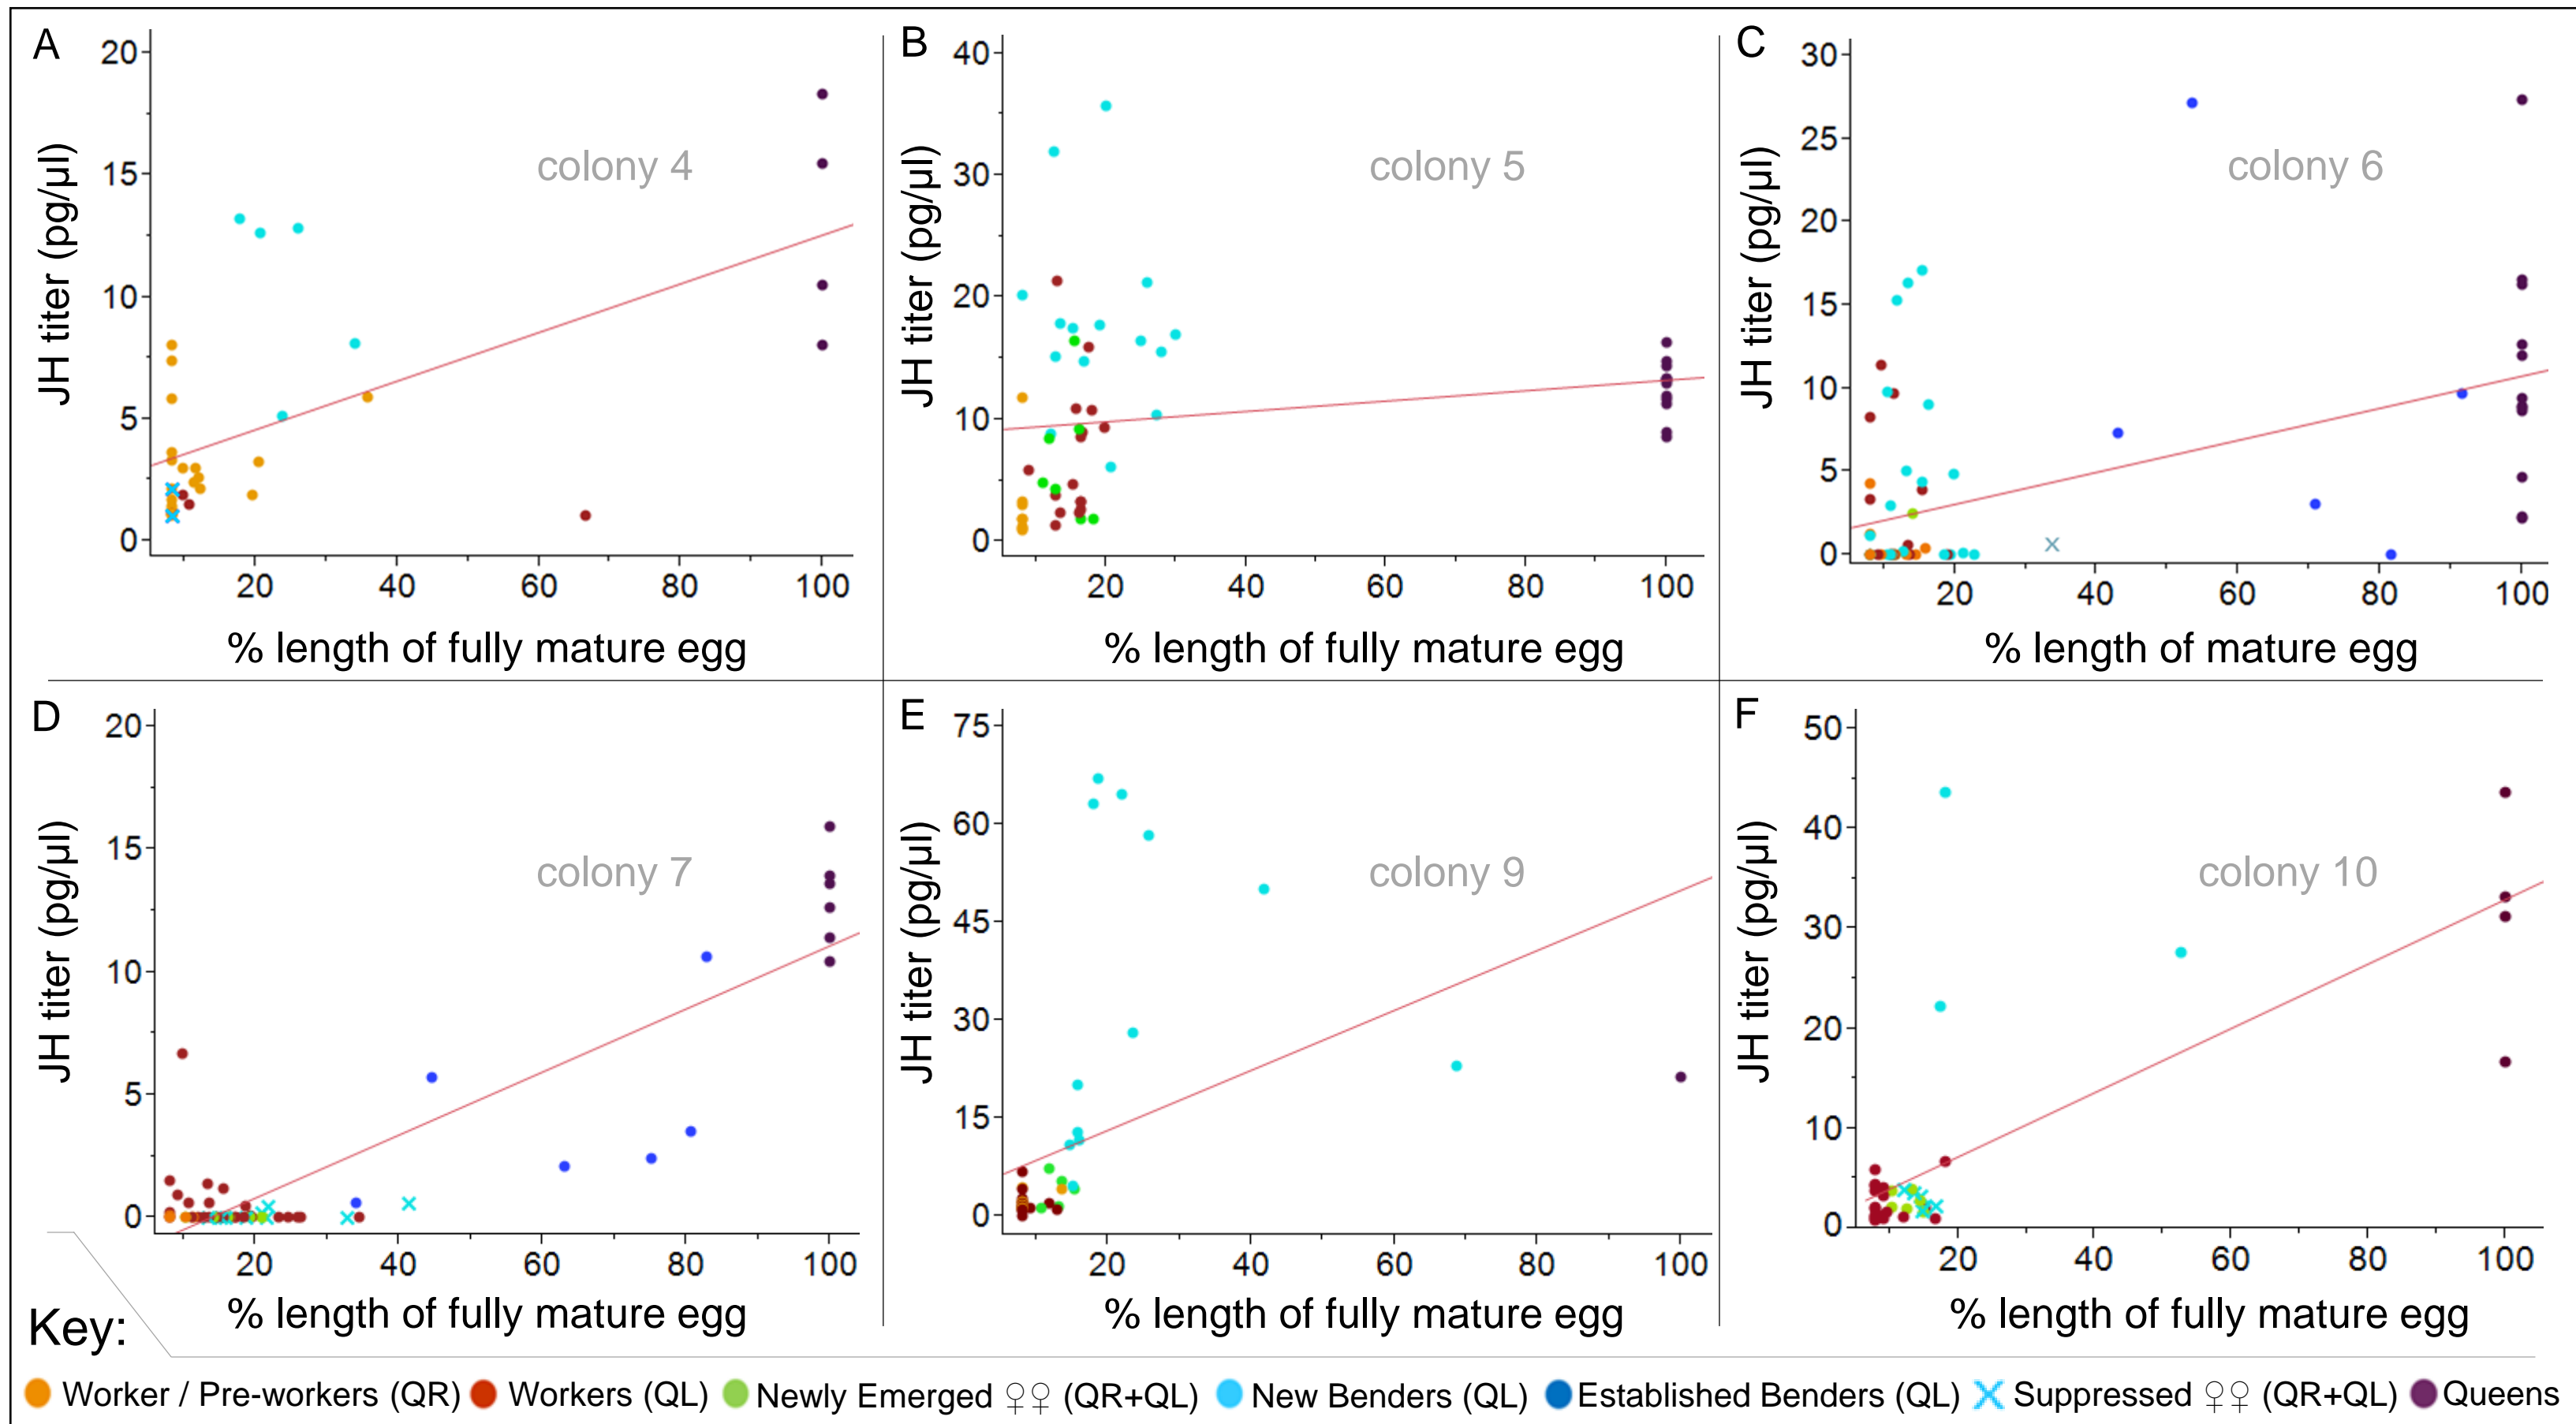 A
20
15
10
5
0
JH titer (pg/µl)
colony 4
20 40 60 80 100
% length of fully mature egg
B
40
30
20
10
0
JH titer (pg/µl)
colony 5
20 40 60 80 100
% length of fully mature egg
C
30
25
20
15
10
5
0
JH titer (pg/µl)
colony 6
20 40 60 80 100
% length of mature egg
D
20
15
10
5
0
JH titer (pg/µl)
colony 7
20 40 60 80 100
% length of fully mature egg
E
75
60
45
30
15
0
JH titer (pg/µl)
colony 9
20 40 60 80 100
% length of fully mature egg
F
50
40
30
20
10
0
JH titer (pg/µl)
colony 10
20 40 60 80 100
% length of fully mature egg
Key:
Worker / Pre-workers (QR) Workers (QL) Newly Emerged ♀♀ (QR+QL) New Benders (QL) Established Benders (QL) Suppressed ♀♀ (QR+QL) Queens